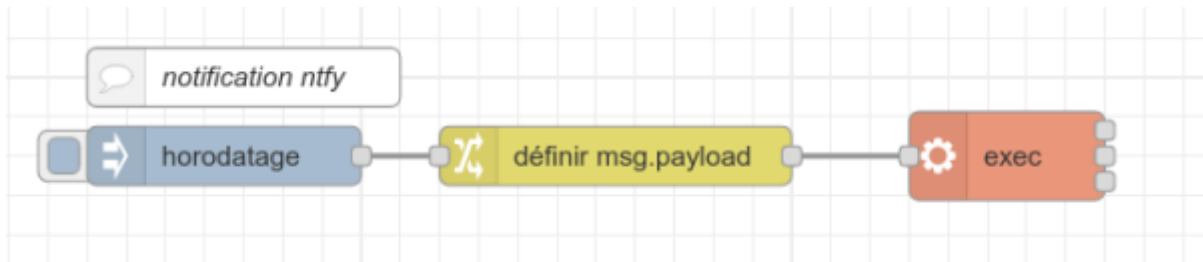 notification ntfy
horodatage
définir msg.payload
exec